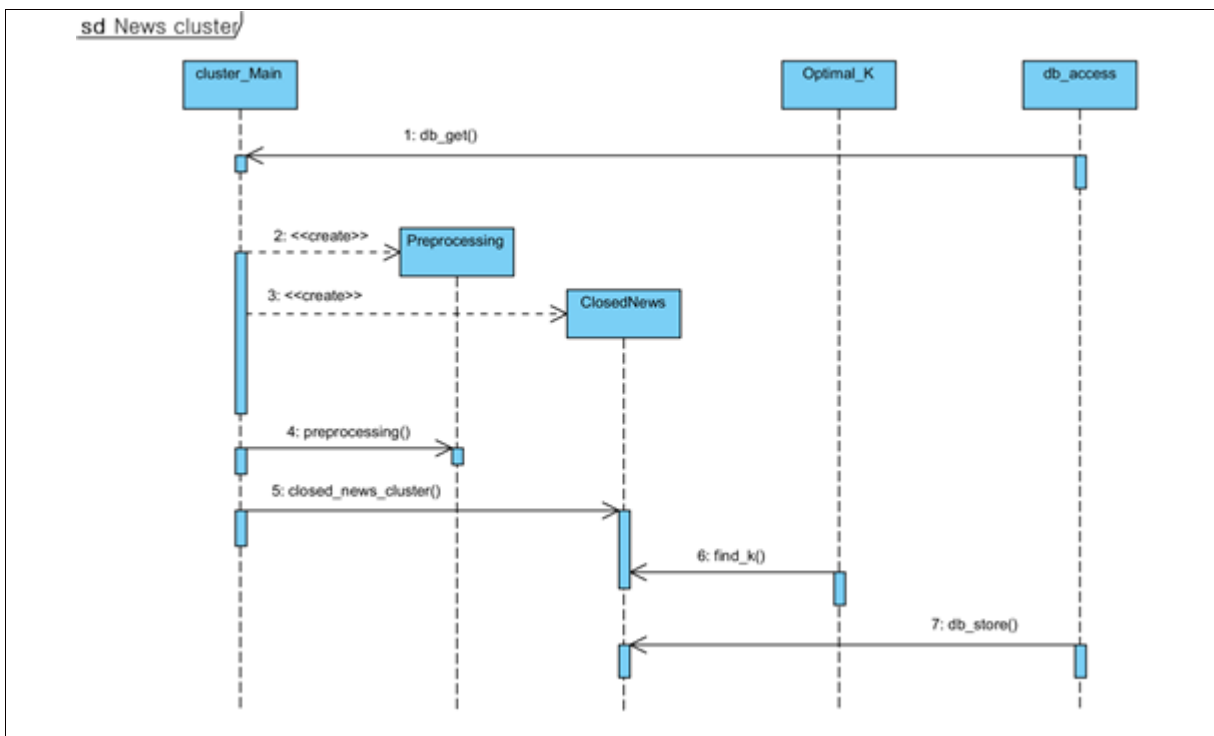 sd News cluster
cluster_Main
Optimal_K
db_access
1: db_get()
2: <<create>>
Preprocessing
3: <<create>>
ClosedNews
4: preprocessing()
5: closed_news_cluster()
6: find_k()
7: db_store()